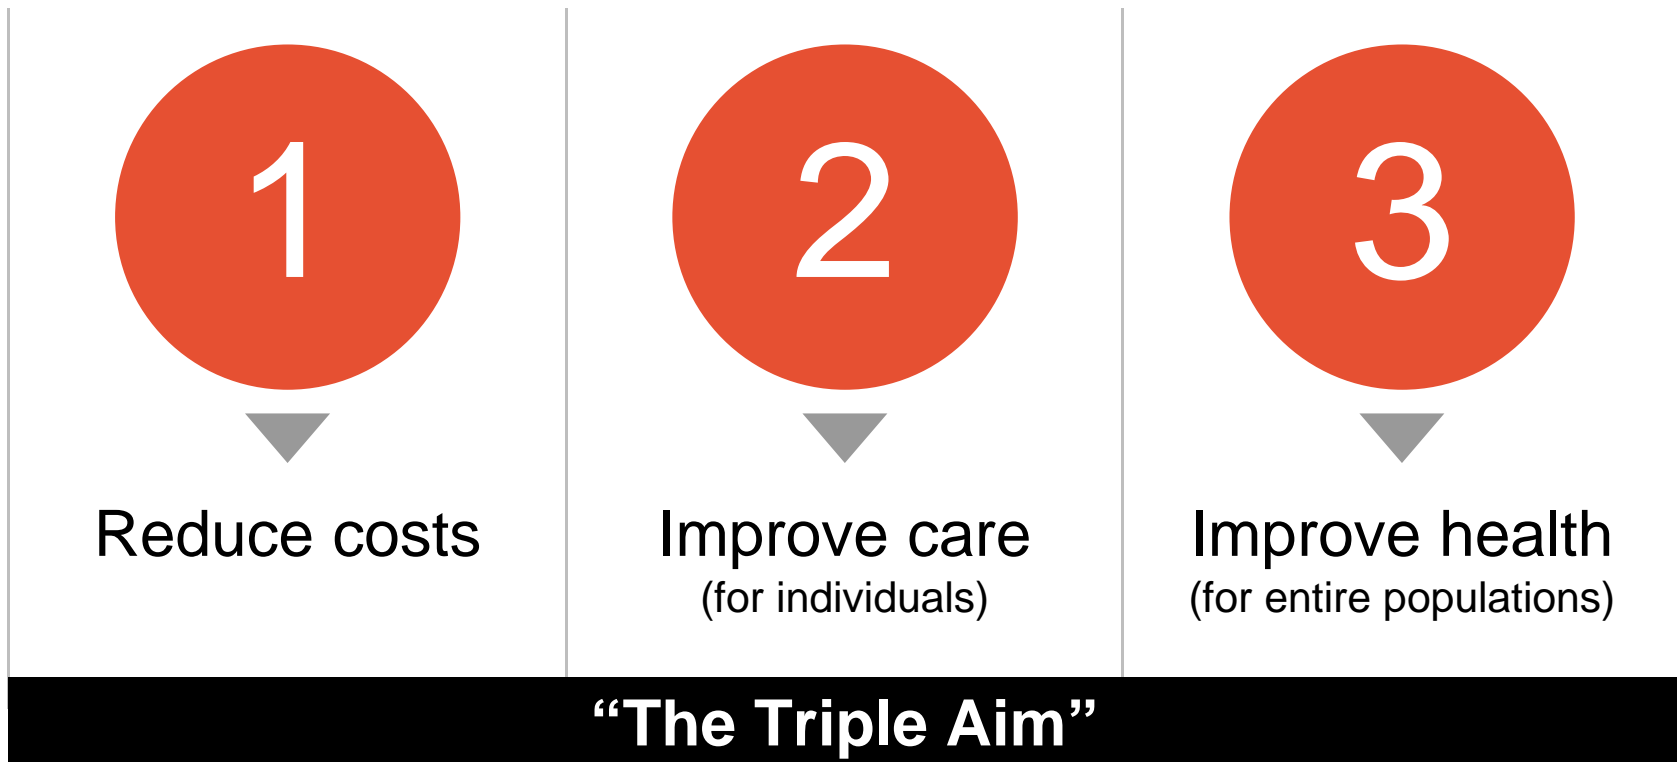 1
Reduce costs
2
Improve care
(for individuals)
3
Improve health
(for entire populations)
“The Triple Aim”